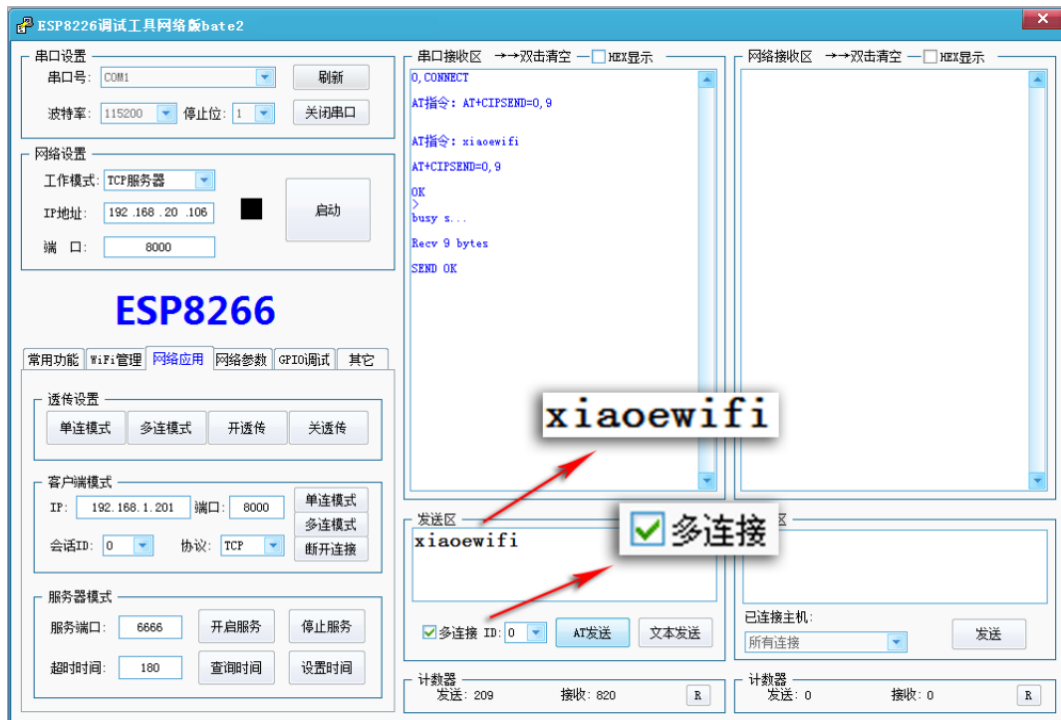 ESP8226调试工具网络版bate2
串口设置
串口号: COM1 刷新
波特率: 115200 停止位: 1 关闭串口
网络设置
工作模式: TCP服务器
IP地址: 192 .168 .20 .106 启动
端 口: 8000
ESP8266
常用功能 WiFi管理 网络应用 网络参数 GPIO调试 其它
透传设置
单连模式 多连模式 开透传 关透传
客户端模式
IP: 192.168.1.201 端口: 8000 单连模式
多连模式
会话ID: 0 协议: TCP 断开连接
服务器模式
服务端口: 6666 开启服务 停止服务
超时时间: 180 查询时间 设置时间
串口接收区 →→双击清空 HEX显示
0,CONNECT
AT指令: AT+CIPSEND=0,9
AT指令: xiaoewifi
AT+CIPSEND=0,9
OK
>
busy s...
Recv 9 bytes
SEND OK
xiaoewifi
发送区
xiaoewifi
多连接
多连接 ID: 0 AT发送 文本发送
计数器
发送: 209 接收: 820 R
网络接收区 →→双击清空 HEX显示
区
已连接主机:
所有连接 发送
计数器
发送: 0 接收: 0 R